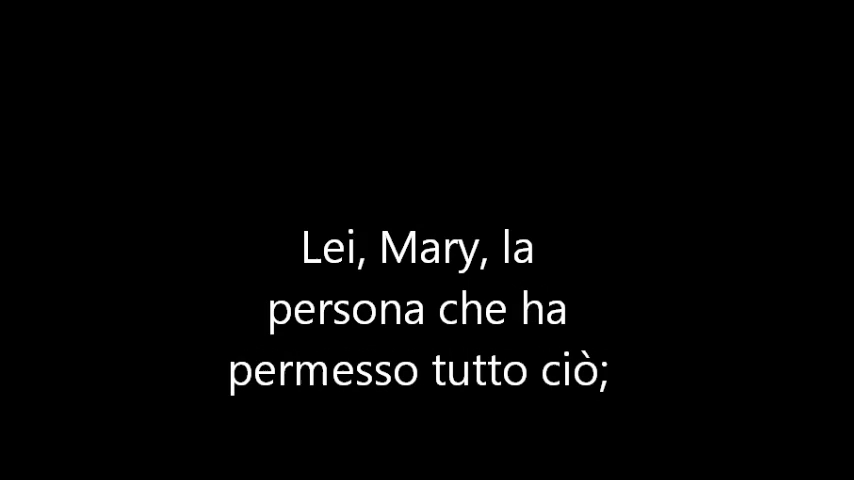 Lei, Mary, la
persona che ha
permesso tutto ciò;